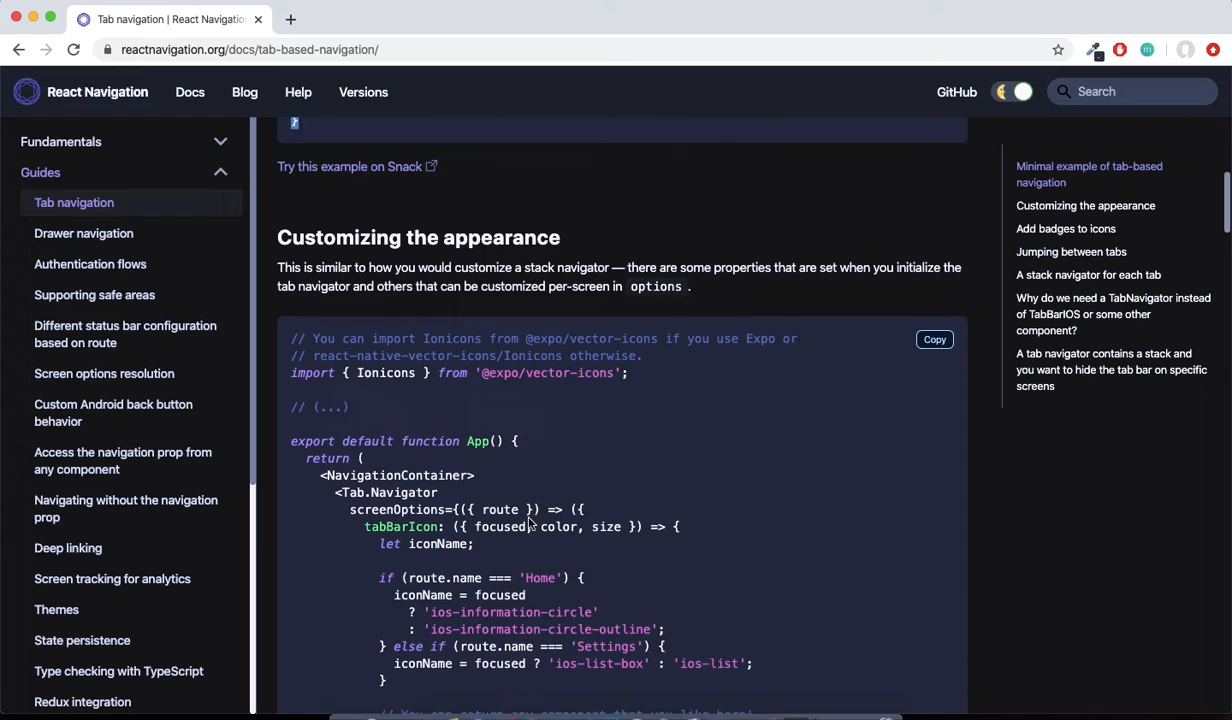 Tab navigation | React Navigation
reactnavigation.org/docs/tab-based-navigation/
React Navigation
Docs
Blog
Help
Versions
GitHub
Search
Fundamentals
Guides
Tab navigation
Drawer navigation
Authentication flows
Supporting safe areas
Different status bar configuration
based on route
Screen options resolution
Custom Android back button
behavior
Access the navigation prop from
any component
Navigating without the navigation
prop
Deep linking
Screen tracking for analytics
Themes
State persistence
Type checking with TypeScript
Redux integration
}
Try this example on Snack
Customizing the appearance
This is similar to how you would customize a stack navigator — there are some properties that are set when you initialize the
tab navigator and others that can be customized per-screen in options .
Copy
// You can import Ionicons from @expo/vector-icons if you use Expo or
// react-native-vector-icons/Ionicons otherwise.
import { Ionicons } from '@expo/vector-icons';
// (...)
export default function App() {
return (
<NavigationContainer>
<Tab.Navigator
screenOptions={({ route }) => ({
tabBarIcon: ({ focused, color, size }) => {
let iconName;
if (route.name === 'Home') {
iconName = focused
? 'ios-information-circle'
: 'ios-information-circle-outline';
} else if (route.name === 'Settings') {
iconName = focused ? 'ios-list-box' : 'ios-list';
}
// You can return any component that you like here!
Minimal example of tab-based
navigation
Customizing the appearance
Add badges to icons
Jumping between tabs
A stack navigator for each tab
Why do we need a TabNavigator instead
of TabBarIOS or some other
component?
A tab navigator contains a stack and
you want to hide the tab bar on specific
screens